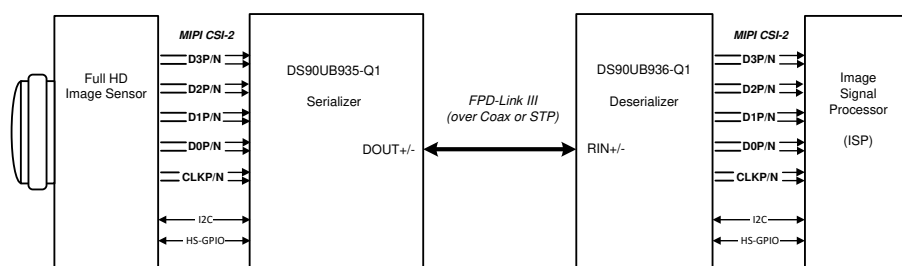 Full HD
Image Sensor
MIPI CSI-2
D3P/N
D2P/N
D1P/N
D0P/N
CLKP/N
I2C
HS-GPIO
DS90UB935-Q1
Serializer
DOUT+/-
FPD-Link III
(over Coax or STP)
DS90UB936-Q1
Deserializer
RIN+/-
MIPI CSI-2
D3P/N
D2P/N
D1P/N
D0P/N
CLKP/N
I2C
HS-GPIO
Image
Signal
Processor
(ISP)